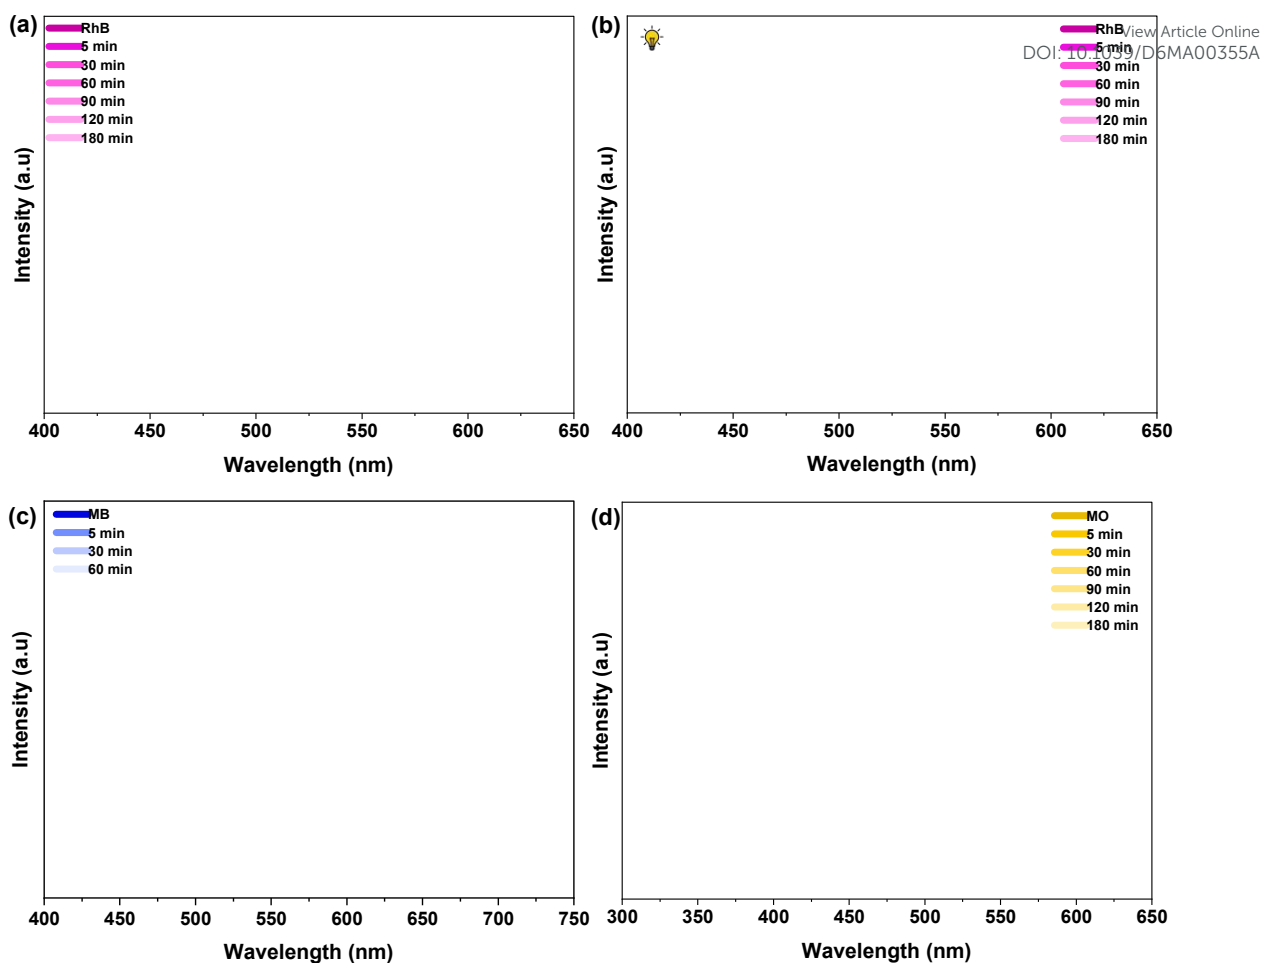 (a)
RhB
5 min
30 min
60 min
90 min
120 min
180 min
Intensity (a.u)
400 450 500 550 600 650
Wavelength (nm)
(b)
View Article Online
DOI: 10.1039/D6MA00355A
RhB
5 min
30 min
60 min
90 min
120 min
180 min
Intensity (a.u)
400 450 500 550 600 650
Wavelength (nm)
(c)
MB
5 min
30 min
60 min
Intensity (a.u)
400 450 500 550 600 650 700 750
Wavelength (nm)
(d)
MO
5 min
30 min
60 min
90 min
120 min
180 min
Intensity (a.u)
300 350 400 450 500 550 600 650
Wavelength (nm)